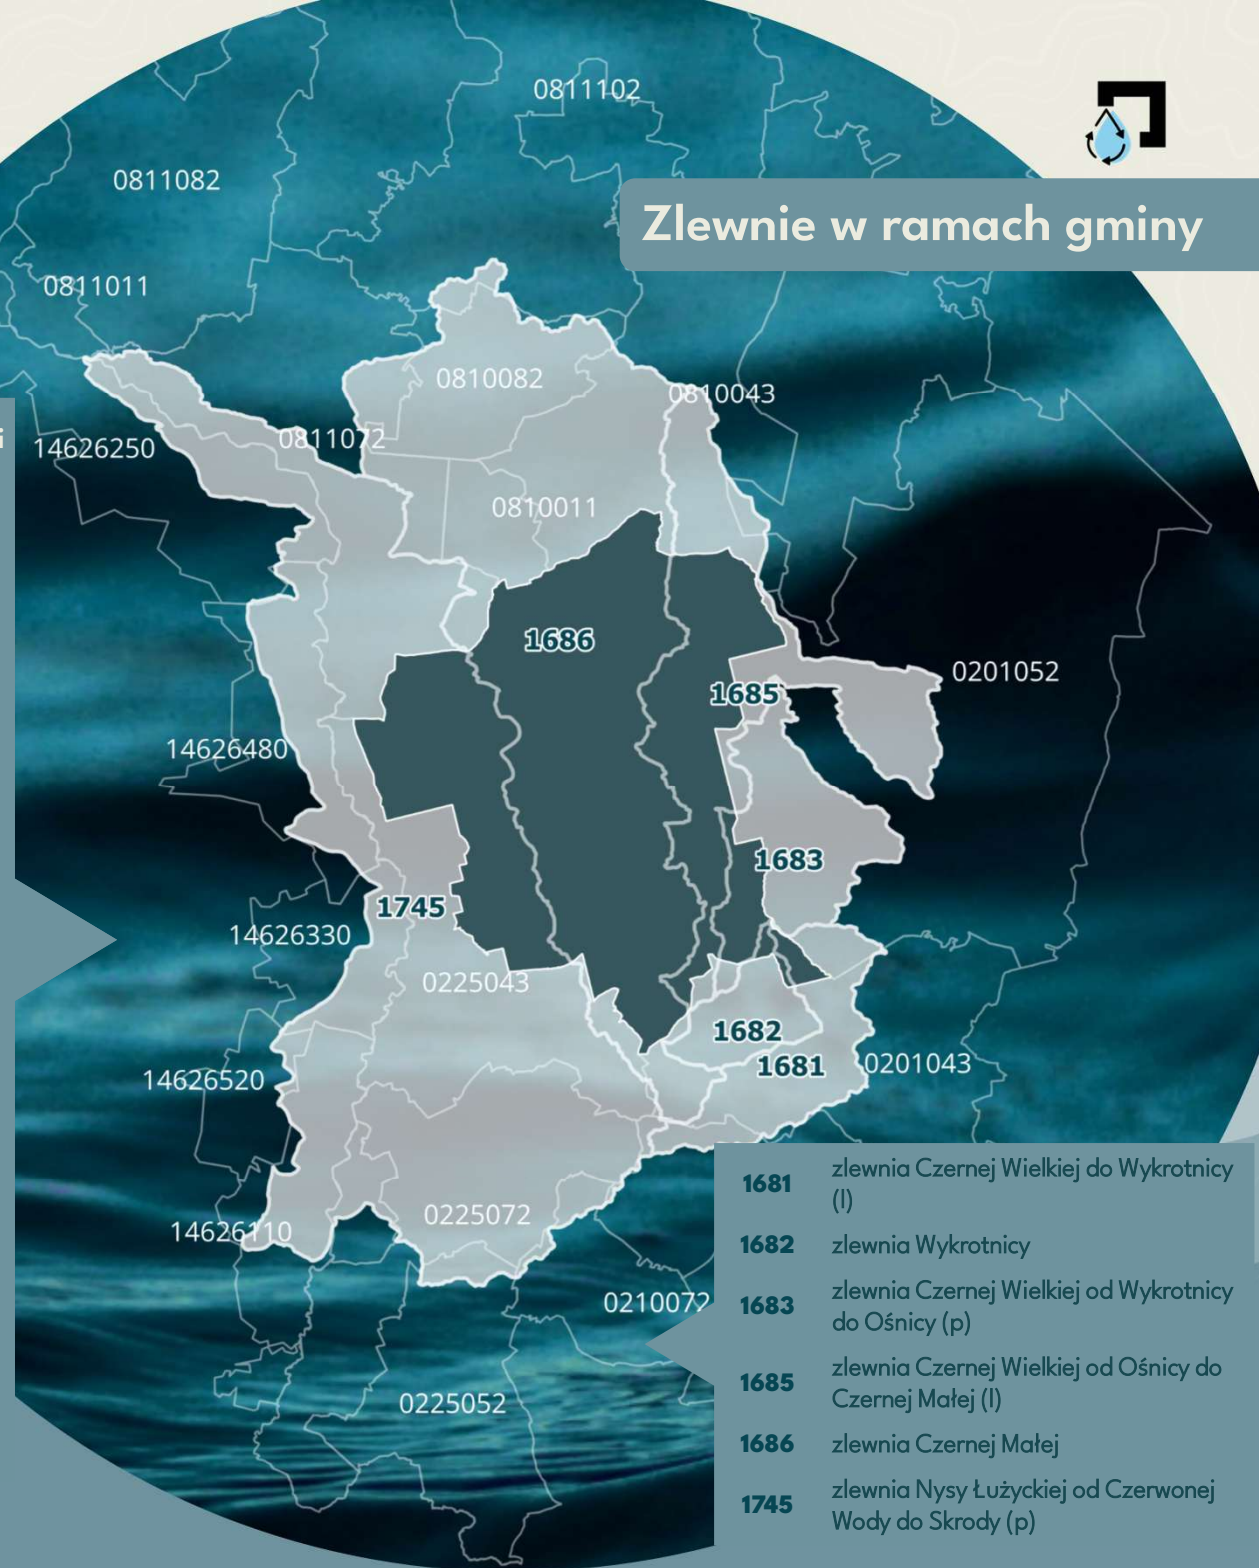 0811102
0811082
Zlewnie w ramach gminy
0811011
0810082
0810043
i
14626250
0811072
0810011
1686
0201052
1685
14626480
1683
1745
14626330
0225043
1682
1681
0201043
14626520
1681 zlewnia Czernej Wielkiej do Wykrotnicy
(l)
0225072
14626110
1682 zlewnia Wykrotnicy
0210072
1683 zlewnia Czernej Wielkiej od Wykrotnicy
do Ośnicy (p)
1685 zlewnia Czernej Wielkiej od Ośnicy do
Czernej Małej (l)
0225052
1686 zlewnia Czernej Małej
1745 zlewnia Nysy Łużyckiej od Czerwonej
Wody do Skrody (p)